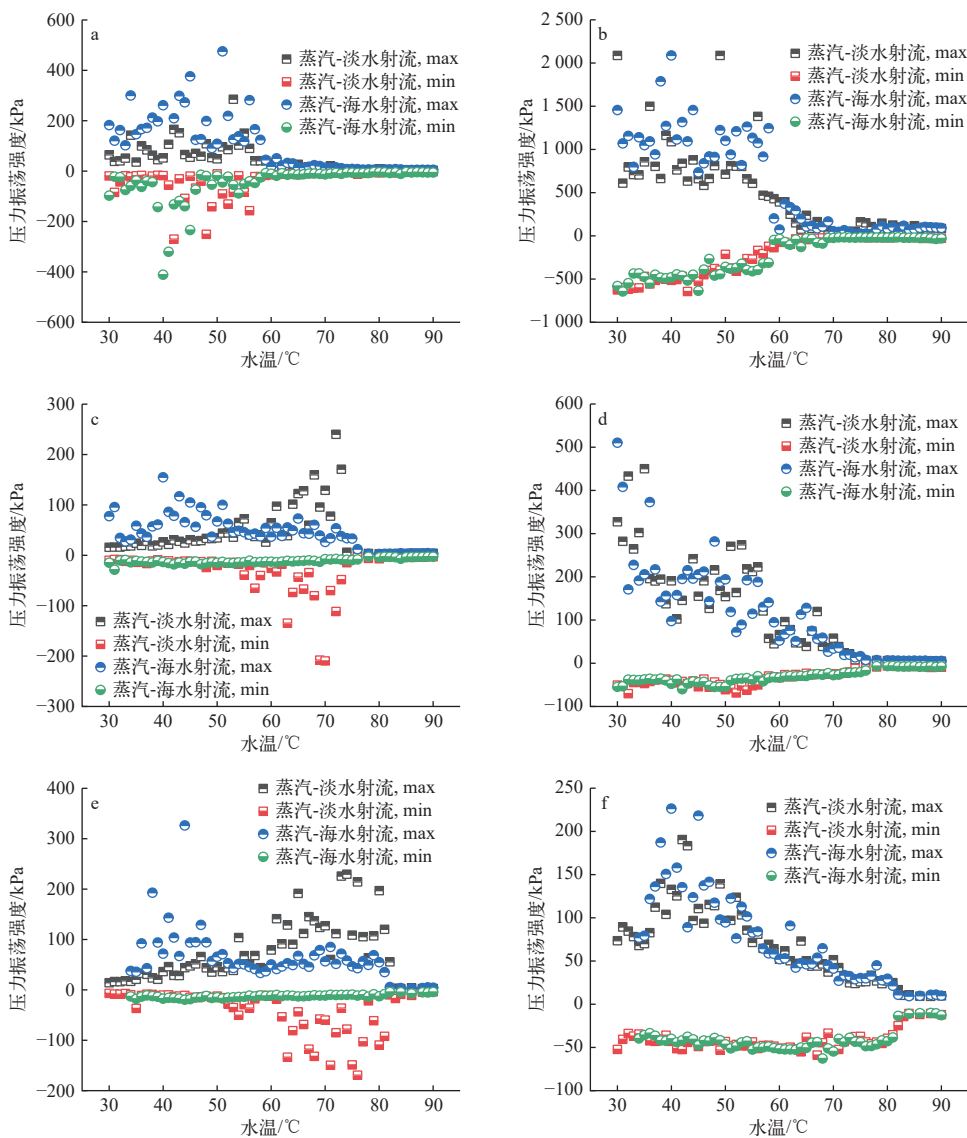 a
600
400
200
0
−200
−400
−600
压力振荡强度/kPa
蒸汽-淡水射流, max
蒸汽-淡水射流, min
蒸汽-海水射流, max
蒸汽-海水射流, min
30 40 50 60 70 80 90
水温/℃
b
2 000
1 500
1 000
500
0
−500
−1 000
压力振荡强度/kPa
蒸汽-淡水射流, max
蒸汽-淡水射流, min
蒸汽-海水射流, max
蒸汽-海水射流, min
30 40 50 60 70 80 90
水温/℃
c
300
200
100
0
−100
−200
−300
压力振荡强度/kPa
蒸汽-淡水射流, max
蒸汽-淡水射流, min
蒸汽-海水射流, max
蒸汽-海水射流, min
30 40 50 60 70 80 90
水温/℃
d
600
500
400
300
200
100
0
−100
压力振荡强度/kPa
蒸汽-淡水射流, max
蒸汽-淡水射流, min
蒸汽-海水射流, max
蒸汽-海水射流, min
30 40 50 60 70 80 90
水温/℃
e
400
300
200
100
0
−100
−200
压力振荡强度/kPa
蒸汽-淡水射流, max
蒸汽-淡水射流, min
蒸汽-海水射流, max
蒸汽-海水射流, min
30 40 50 60 70 80 90
水温/℃
f
250
200
150
100
50
0
−50
−100
压力振荡强度/kPa
蒸汽-淡水射流, max
蒸汽-淡水射流, min
蒸汽-海水射流, max
蒸汽-海水射流, min
30 40 50 60 70 80 90
水温/℃